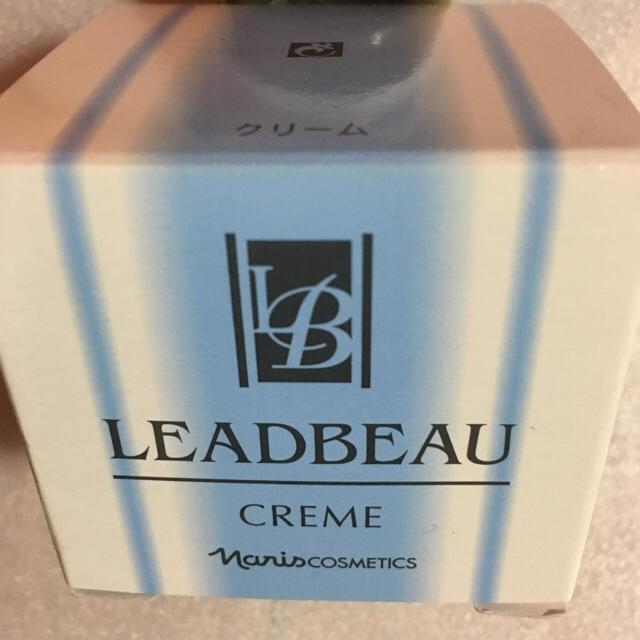 クリーム
LB
LEADBEAU
CREME
naris COSMETICS